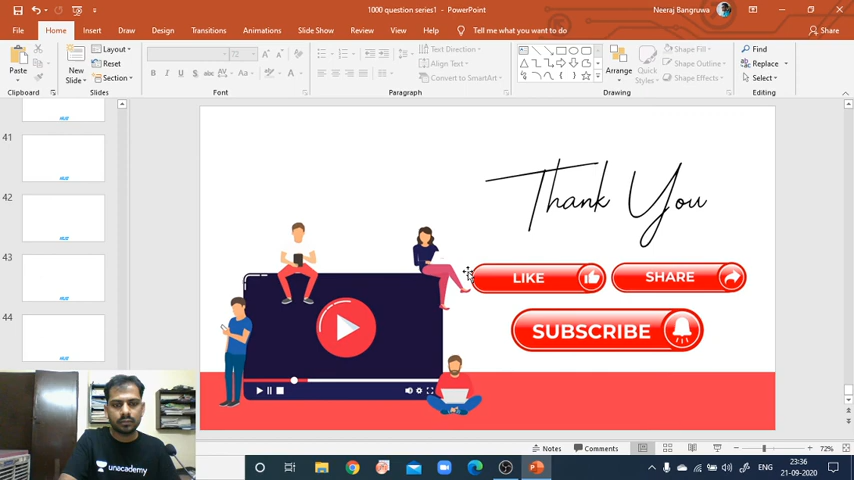 1000 question series1 - PowerPoint
Neeraj Bangruwa
File Home Insert Draw Design Transitions Animations Slide Show Review View Help Tell me what you want to do Share
Paste
New Slide
Layout
Reset
Section
72
Text Direction
Align Text
Convert to SmartArt
Arrange
Quick Styles
Shape Fill
Shape Outline
Shape Effects
Find
Replace
Select
Clipboard Slides Font Paragraph Drawing Editing
41
42
43
44
Thank You
LIKE
SHARE
SUBSCRIBE
unacademy
Notes Comments 72%
ENG
23:36
21-09-2020